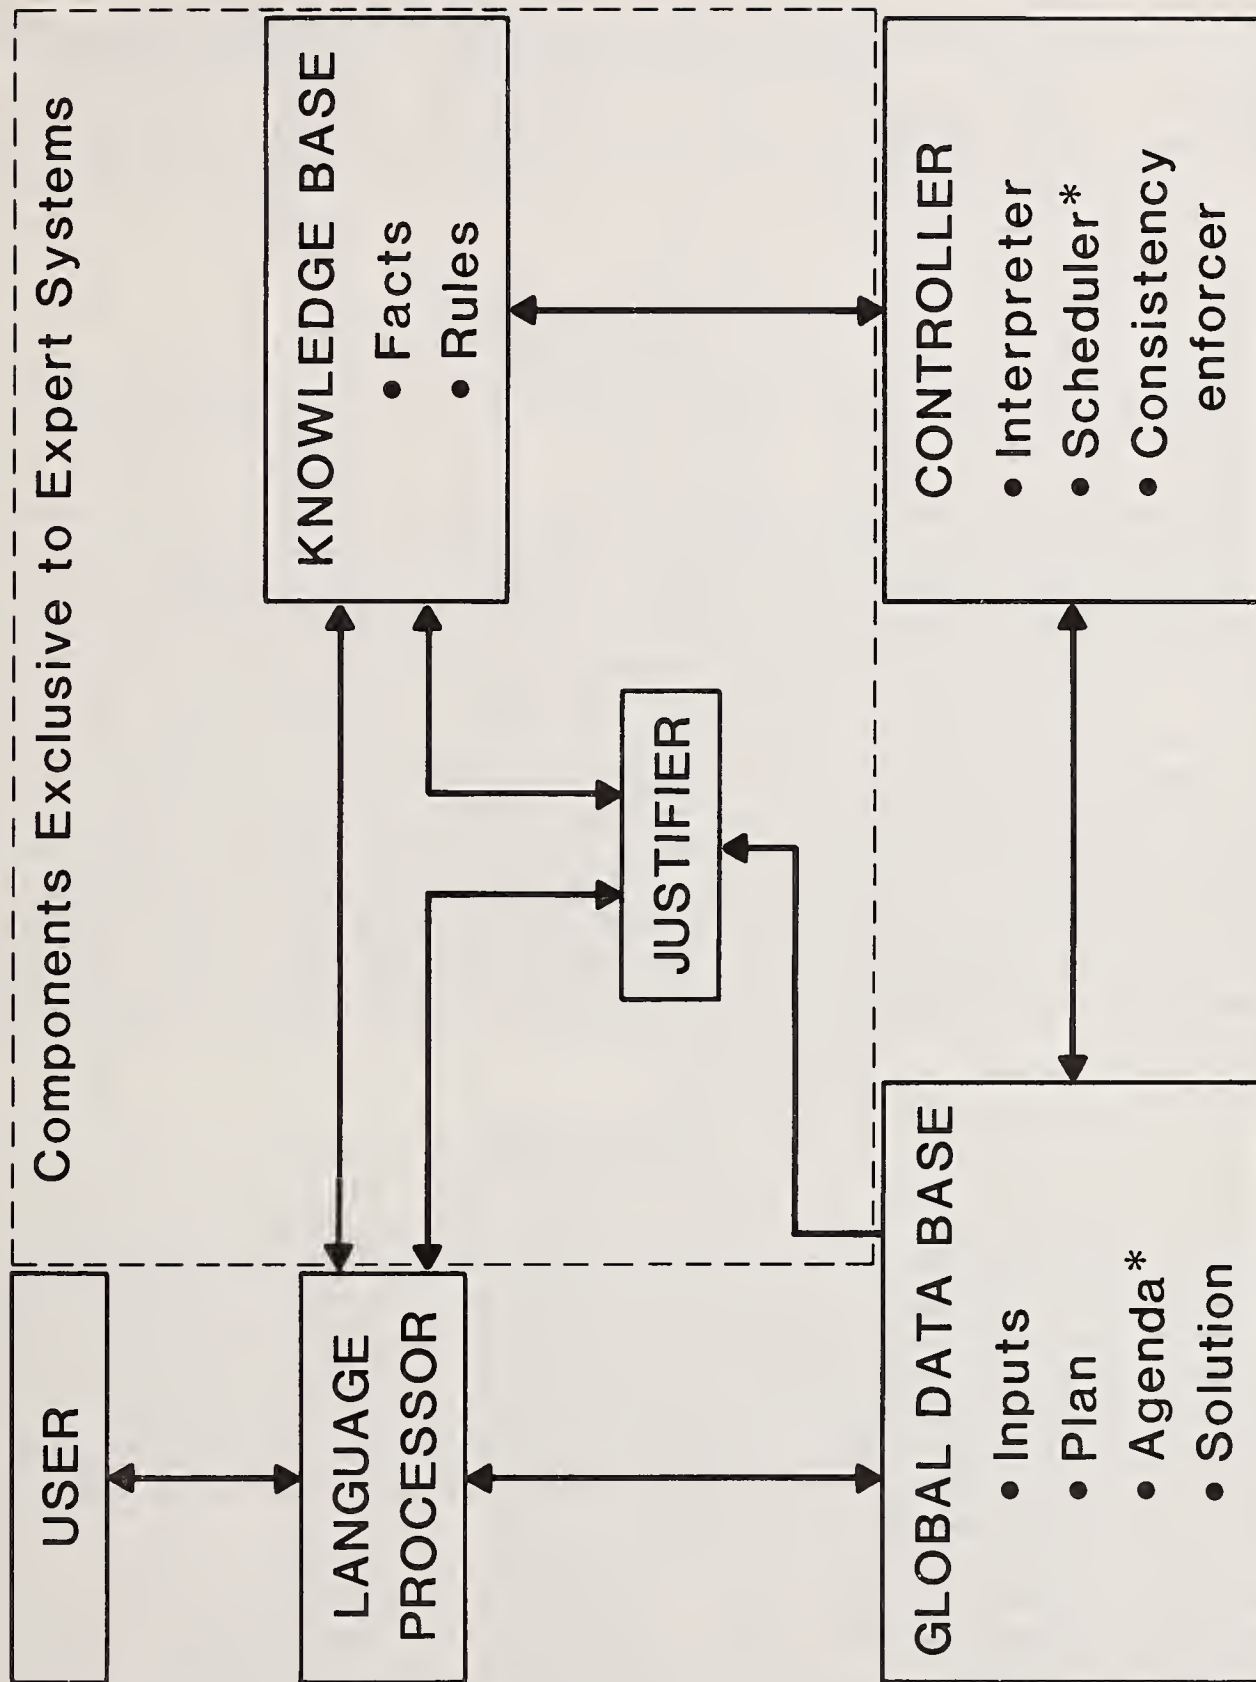 Components Exclusive to Expert Systems
USER
LANGUAGE
PROCESSOR
KNOWLEDGE BASE
• Facts
• Rules
JUSTIFIER
GLOBAL DATA BASE
• Inputs
• Plan
• Agenda*
• Solution
CONTROLLER
• Interpreter
• Scheduler*
• Consistency
enforcer